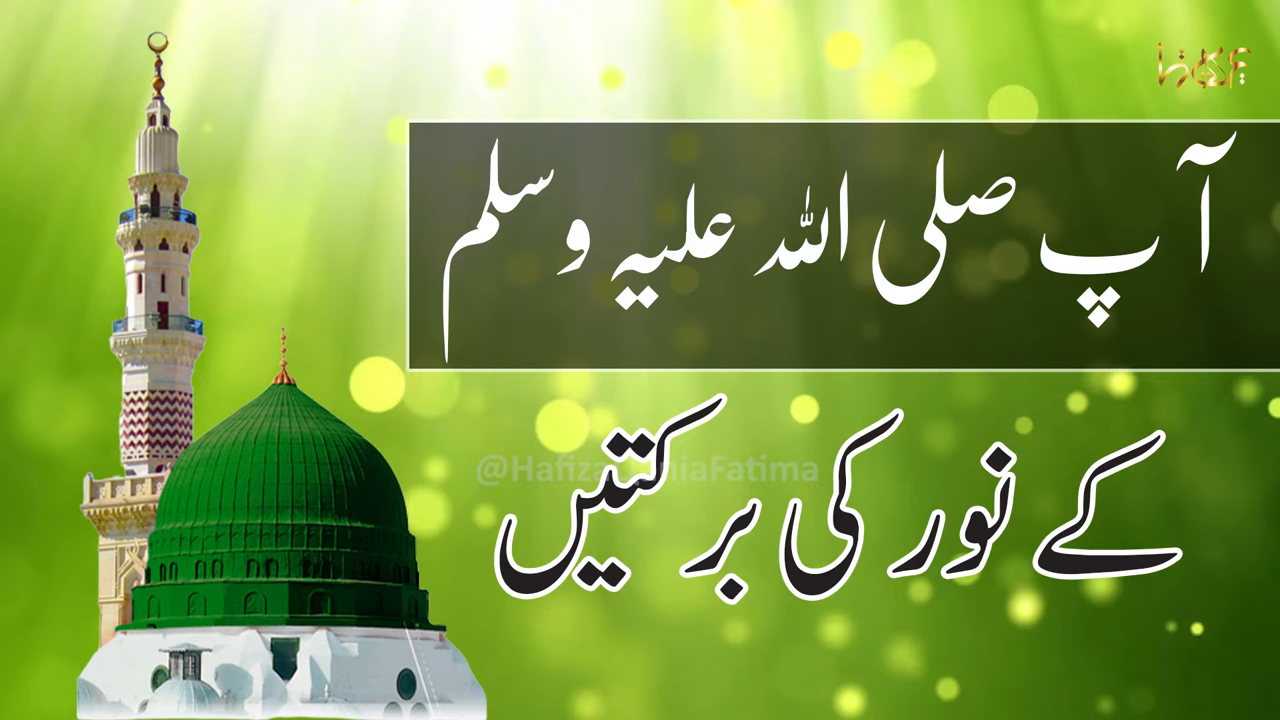 آپ صلی اللہ علیہ وسلم
کے نور کی برکتیں